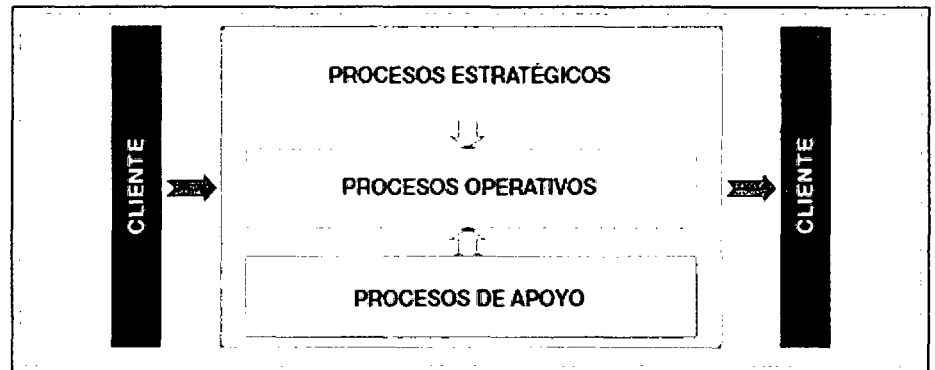 CLIENTE
PROCESOS ESTRATÉGICOS
PROCESOS OPERATIVOS
PROCESOS DE APOYO
CLIENTE